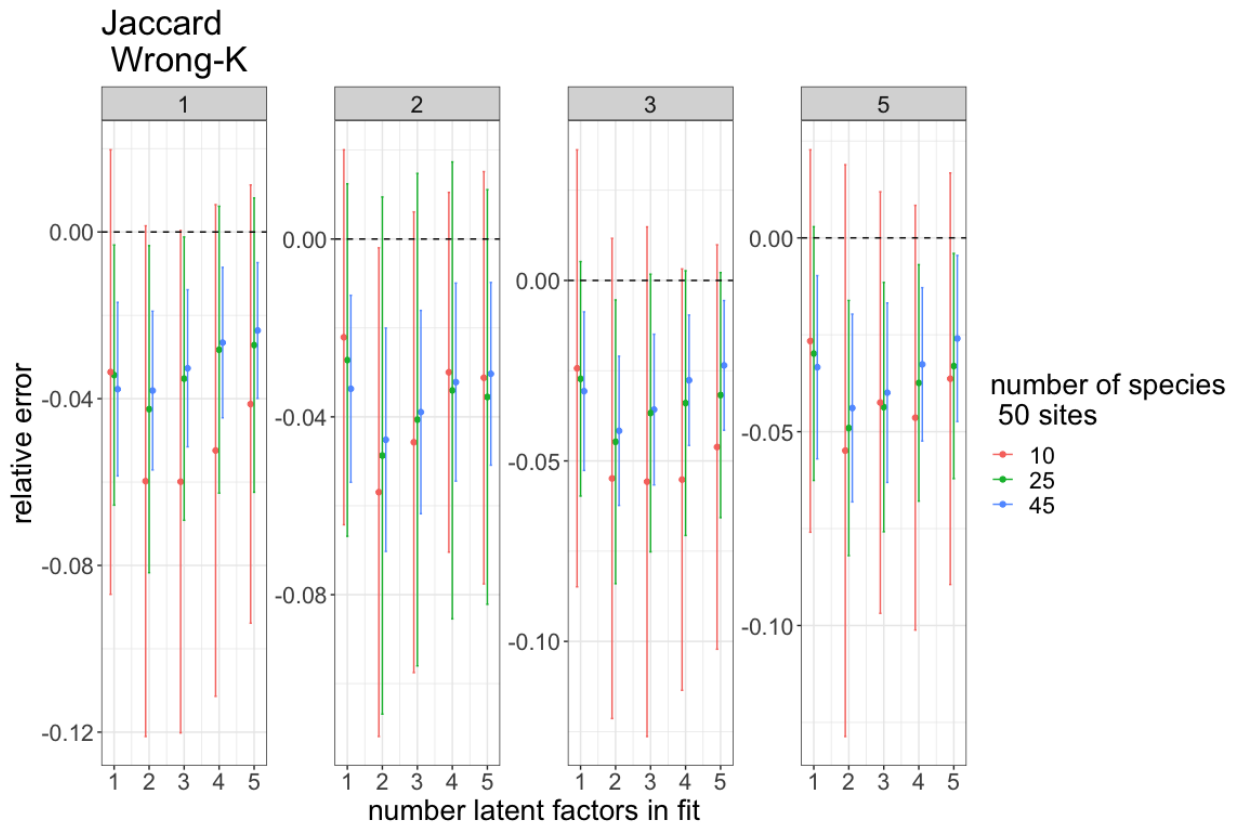 Jaccard
Wrong-K
1 2 3 5
0.00
-0.04
-0.08
-0.12
0.00
-0.04
-0.08
0.00
-0.05
-0.10
0.00
-0.05
-0.10
relative error
1 2 3 4 5 1 2 3 4 5 1 2 3 4 5 1 2 3 4 5
number latent factors in fit
number of species
50 sites
10
25
45